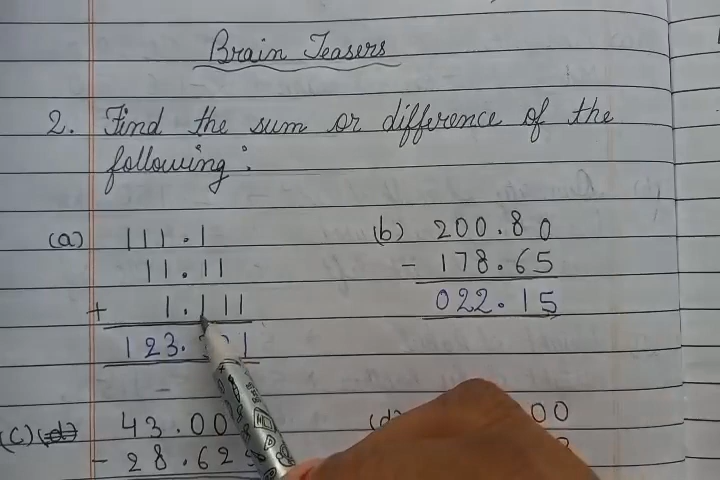 Brain Teasers
2. Find the sum or difference of the
following:
(a) 111.1
11.11
+ 1.111
123. 1
(b) 200.80
- 178.65
022.15
(c) 43.00
- 28.62
(d) 00